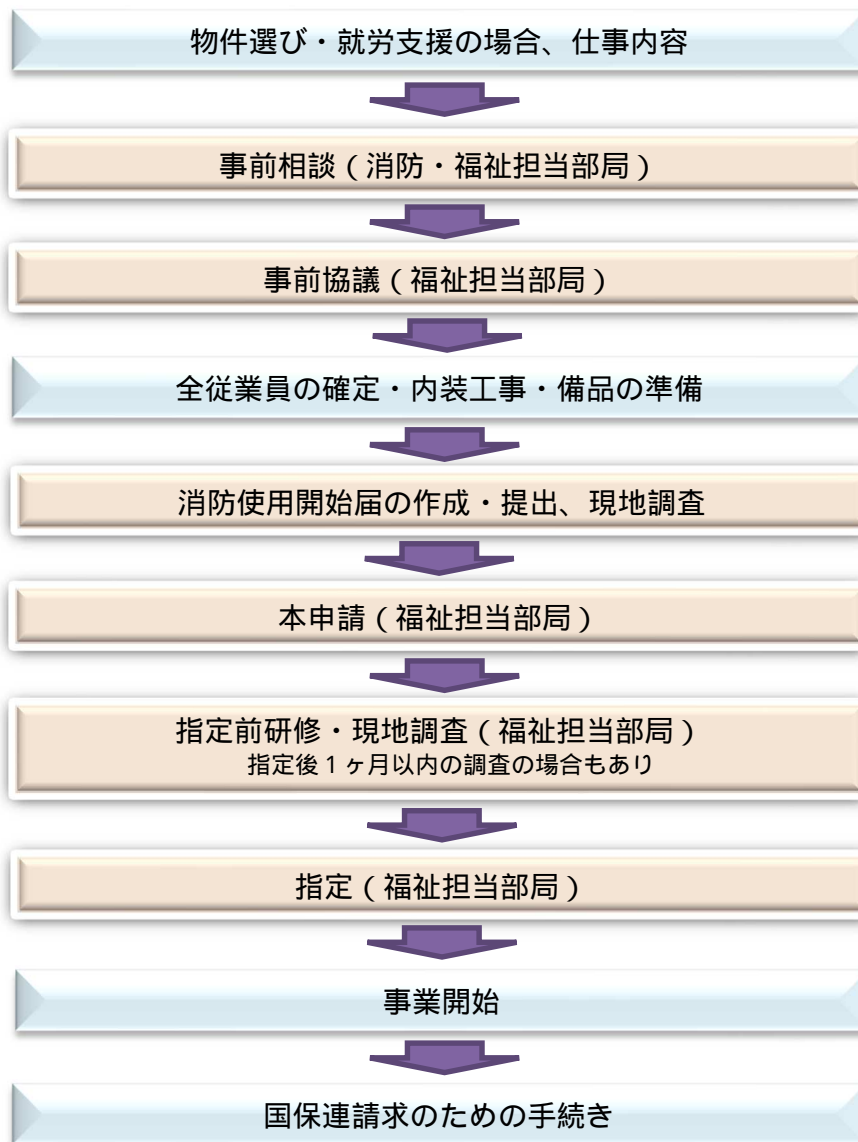 物件選び・就労支援の場合、仕事内容
事前相談（消防・福祉担当部局）
事前協議（福祉担当部局）
全従業員の確定・内装工事・備品の準備
消防使用開始届の作成・提出、現地調査
本申請（福祉担当部局）
指定前研修・現地調査（福祉担当部局）
指定後１ヶ月以内の調査の場合もあり
指定（福祉担当部局）
事業開始
国保連請求のための手続き